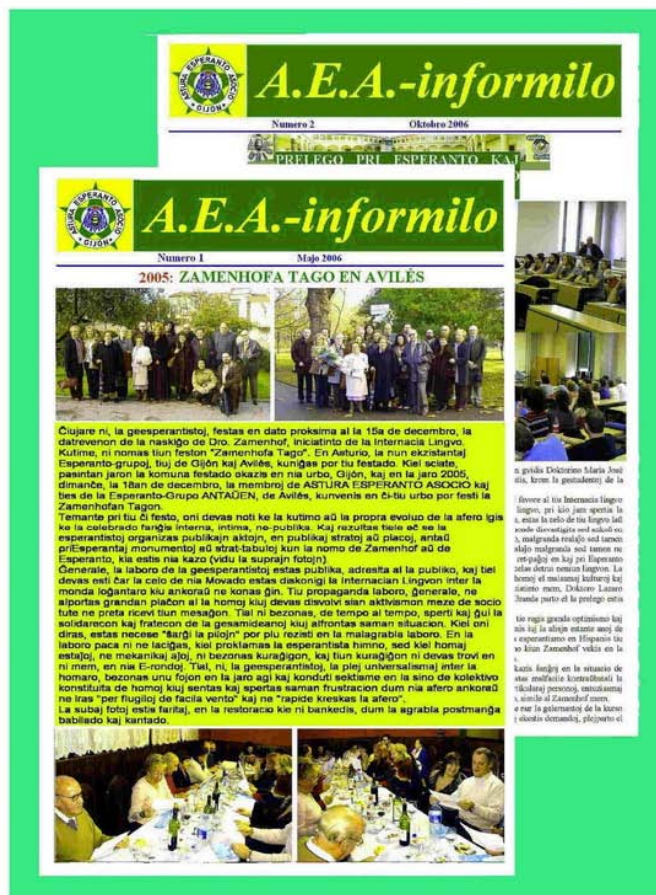 ASTURA ESPERANTO ASOCIO
GIJÓN
A.E.A.-informilo
Numero 2 Oktobro 2006
PRELEGO PRI ESPERANTO KAJ
ASTURA ESPERANTO ASOCIO
GIJÓN
A.E.A.-informilo
Numero 1 Majo 2006
2005: ZAMENHOFA TAGO EN AVILÉS
Ĉiujare ni, la geesperantistoj, festas en dato proksima al la 15a de decembro, la
datrevenon de la naskiĝo de Dro. Zamenhof, iniciatinto de la Internacia Lingvo.
Kutime, ni nomas tiun feston "Zamenhofa Tago". En Asturio, la nun ekzistantaj
Esperanto-grupoj, tiuj de Gijón kaj Avilés, kuniĝas por tiu festado. Kiel sciate,
pasintan jaron la komuna festado okazis en nia urbo, Gijón, kaj en la jaro 2005,
dimanĉe, la 18an de decembro, la membroj de ASTURA ESPERANTO ASOCIO kaj
ties de la Esperanto-Grupo ANTAŬEN, de Avilés, kunvenis en ĉi-tiu urbo por festi la
Zamenhofan Tagon.
Temante pri tiu ĉi festo, oni devas noti ke la kutimo aŭ la propra evoluo de la afero igis
ke la celebrado fariĝis interna, intima, ne-publika. Kaj rezultas tiele eĉ se la
esperantistoj organizas publikajn aktojn, en publikaj stratoj aŭ placoj, antaŭ
priEsperantaj monumentoj aŭ strat-tabuloj kun la nomo de Zamenhof aŭ de
Esperanto, kia estis nia kazo (vidu la suprajn fotojn).
Ĝenerale, la laboro de la geesperantistoj estas publika, adresita al la publiko, kaj tiel
devas esti ĉar la celo de nia Movado estas diskonigi la Internacian Lingvon inter la
monda loĝantaro kiu ankoraŭ ne konas ĝin. Tiu propaganda laboro, ĝenerale, ne
alportas grandan plaĉon al la homoj kiuj devas disvolvi sian aktivismon meze de socio
tute ne preta ricevi tiun mesaĝon. Tial ni bezonas, de tempo al tempo, sperti kaj ĝui la
solidarecon kaj fratecon de la gesamideanoj kiuj alfrontas saman situacion. Kiel oni
diras, estas necese "ŝarĝi la pilojn" por plu rezisti en la malagrabla laboro. En la
laboro paca ni ne laciĝas, kiel proklamas la esperantista himno, sed kiel homaj
estaĵoj, ne mekanikaj aĵoj, ni bezonas kuraĝigon, kaj tiun kuraĝigon ni devas trovi en
ni mem, en nia E-rondoj. Tial, ni, la geesperantistoj, la plej universalismaj inter la
homaro, bezonas unu fojon en la jaro agi kaj konduti sektisme en la sino de kolektivo
konstituita de homoj kiuj sentas kaj spertas saman frustracion dum nia afero ankoraŭ
ne iras "per flugiloj de facila vento" kaj ne "rapide kreskas la afero".
La subaj fotoj estis faritaj, en la restoracio kie ni bankedis, dum la agrabla postmanĝa
babilado kaj kantado.